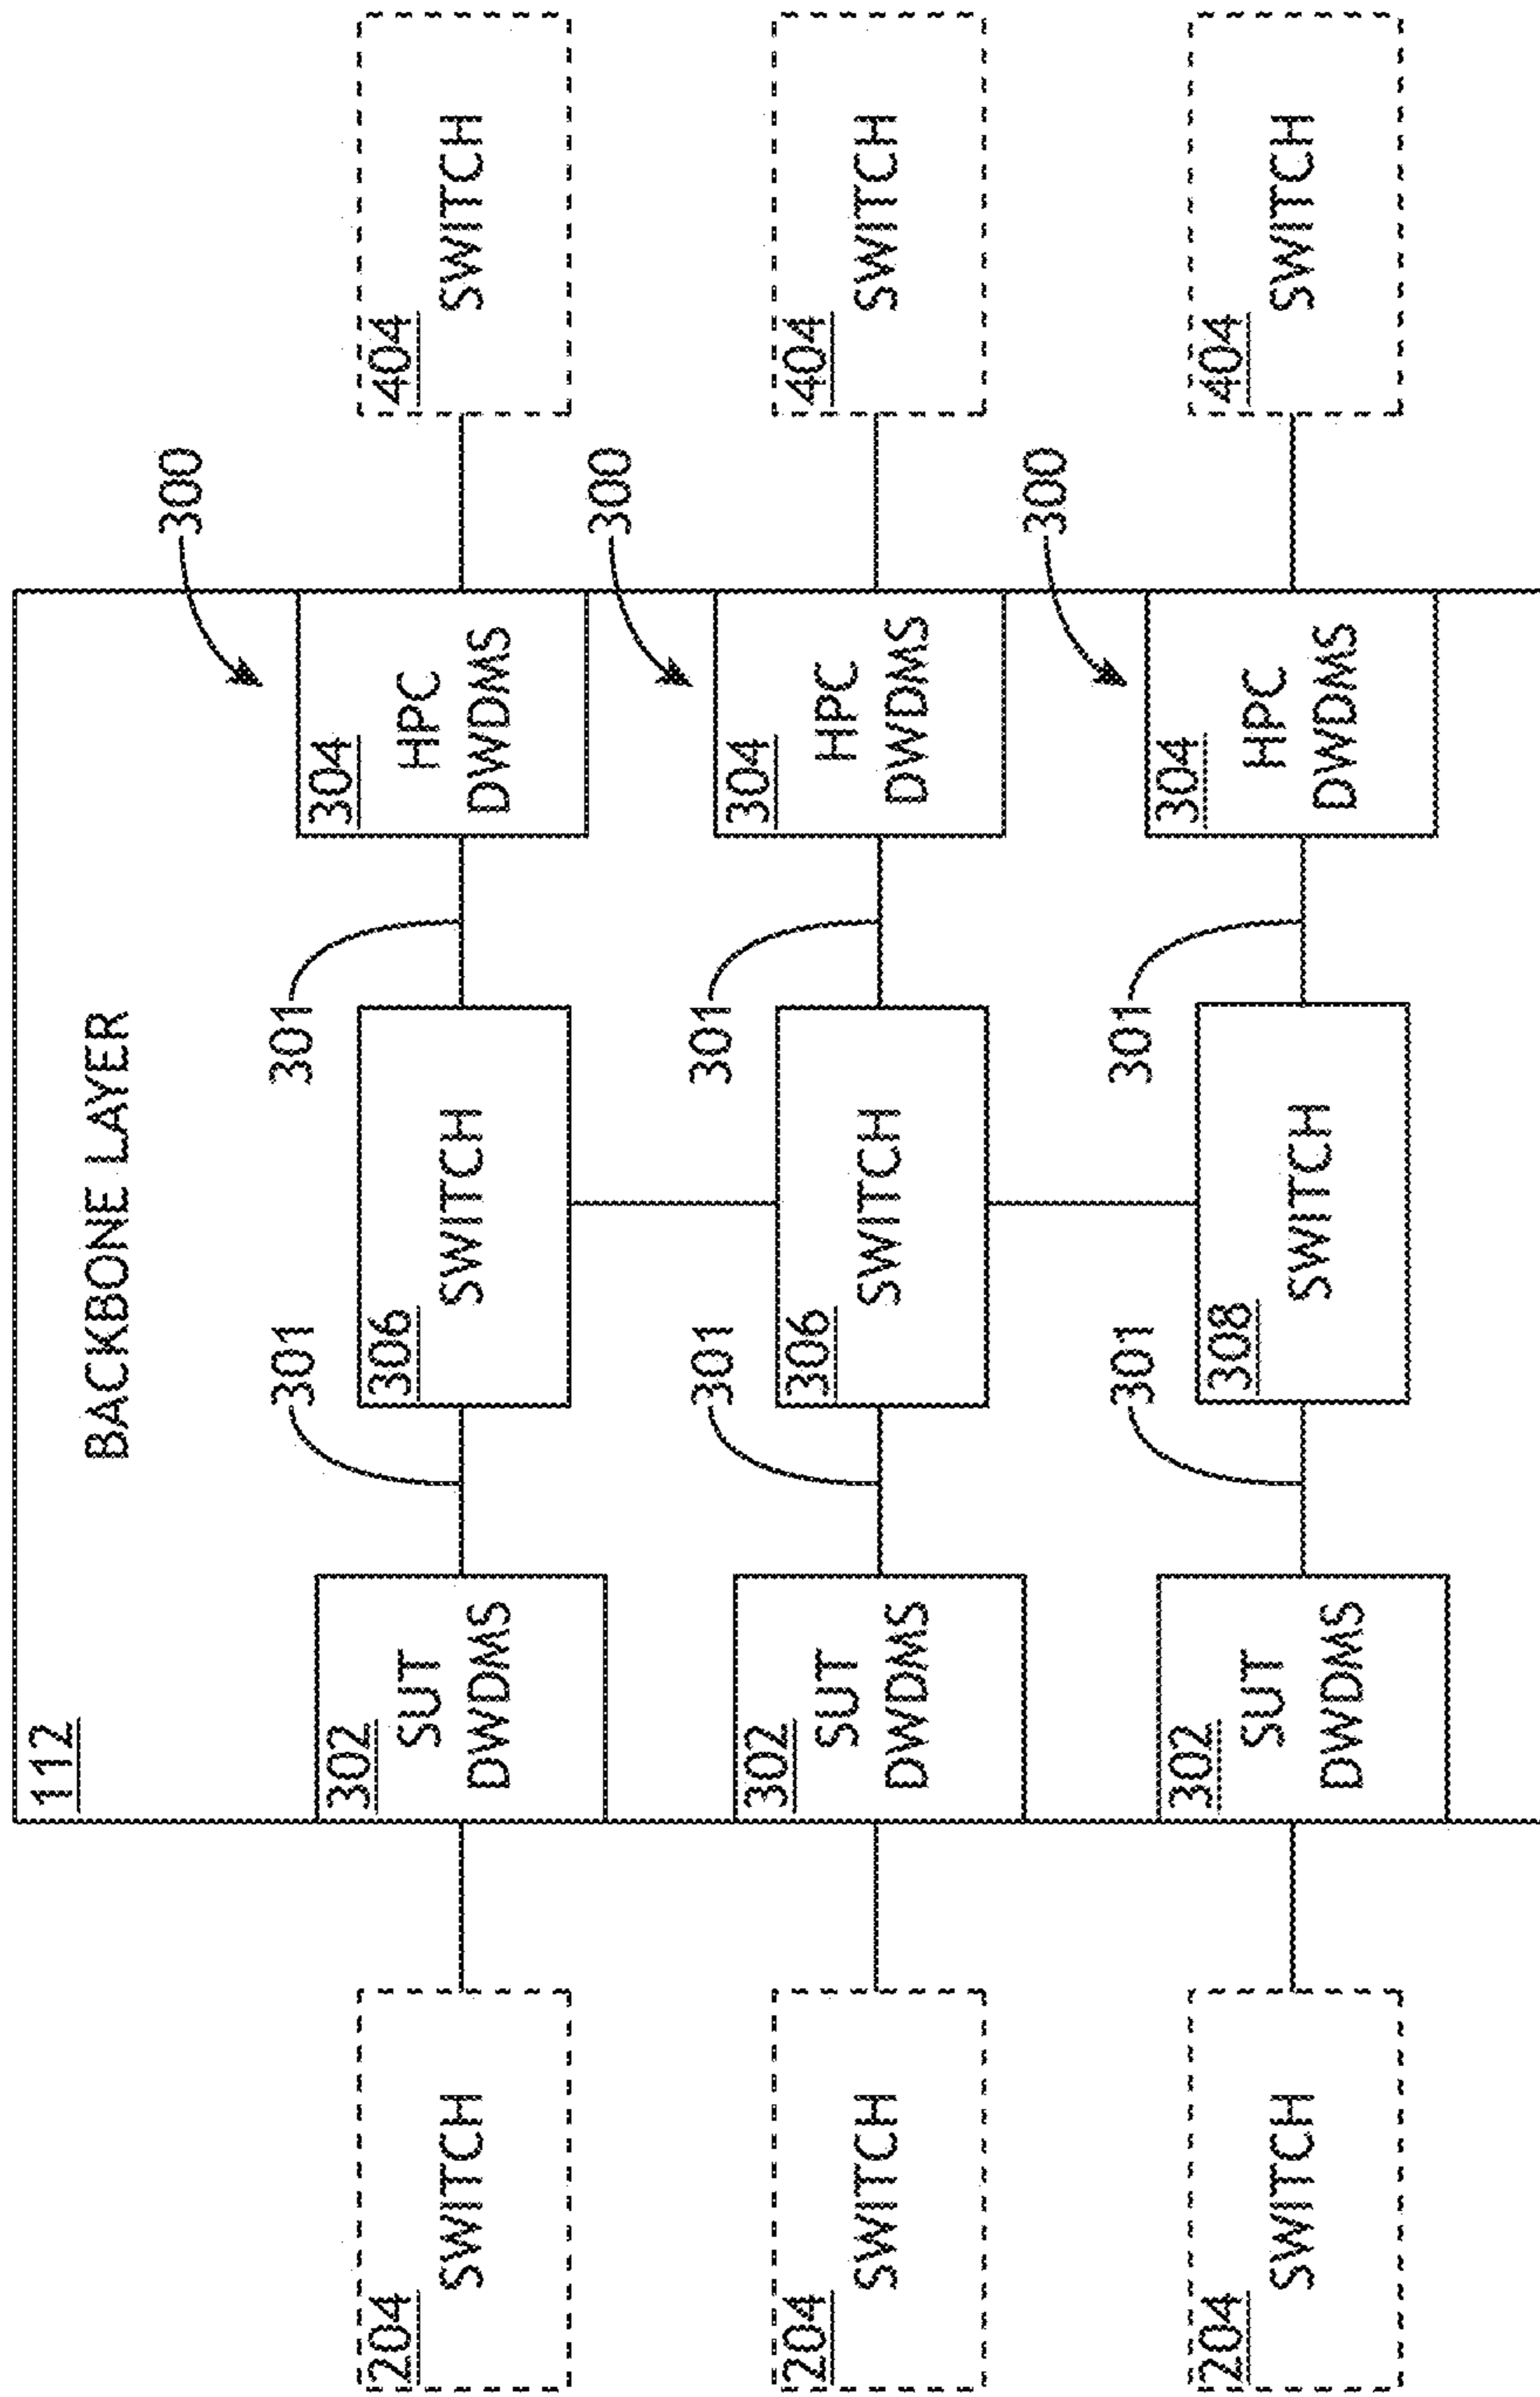 112
BACKBONE LAYER
300
301
301
204
SWITCH
302
SUT
DWDMS
306
SWITCH
304
HPC
DWDMS
404
SWITCH
300
301
301
204
SWITCH
302
SUT
DWDMS
306
SWITCH
304
HPC
DWDMS
404
SWITCH
300
301
301
204
SWITCH
302
SUT
DWDMS
308
SWITCH
304
HPC
DWDMS
404
SWITCH